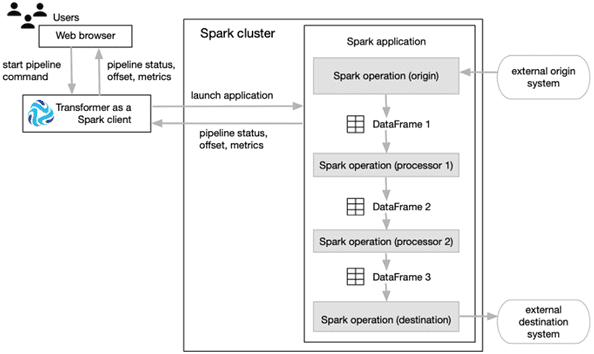 Users
Web browser
start pipeline
command
pipeline status,
offset, metrics
Transformer as a
Spark client
launch application
pipeline status,
offset, metrics
Spark cluster
Spark application
Spark operation (origin)
DataFrame 1
Spark operation (processor 1)
DataFrame 2
Spark operation (processor 2)
DataFrame 3
Spark operation (destination)
external origin
system
external
destination
system